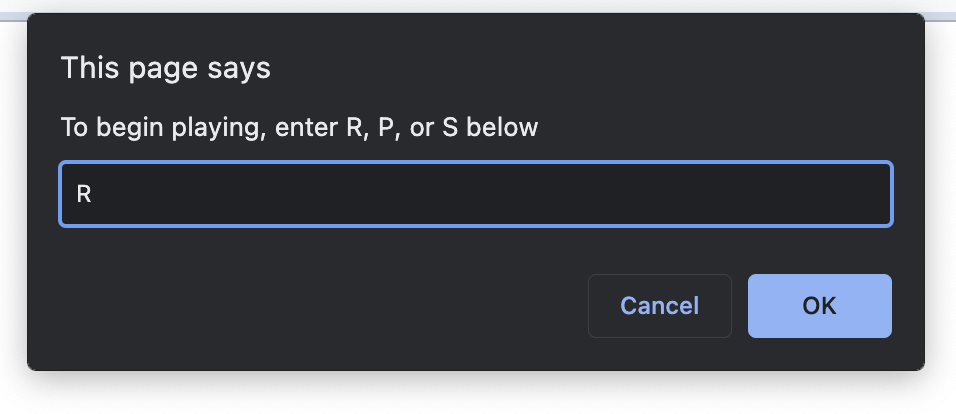 This page says
To begin playing, enter R, P, or S below
R
Cancel
OK